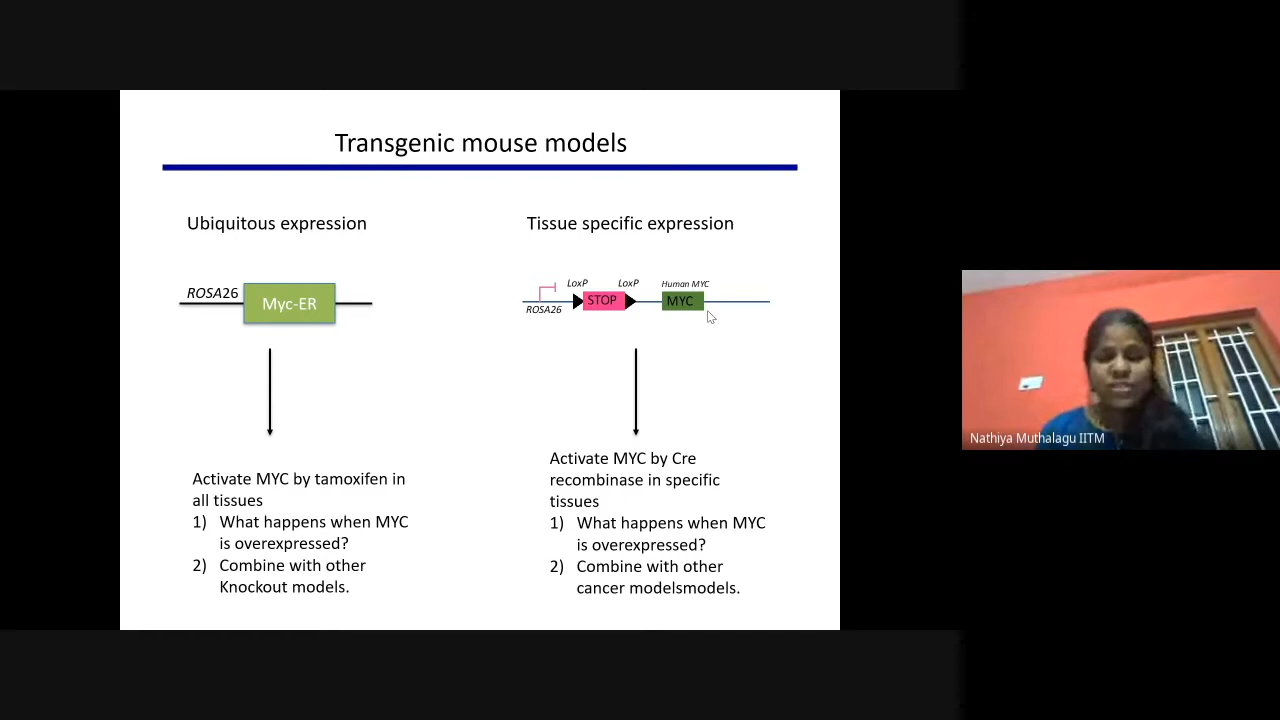 Transgenic mouse models
Ubiquitous expression
ROSA26
Myc-ER
Activate MYC by tamoxifen in
all tissues
1) What happens when MYC
is overexpressed?
2) Combine with other
Knockout models.
Tissue specific expression
LoxP
LoxP
Human MYC
STOP
MYC
ROSA26
Activate MYC by Cre
recombinase in specific
tissues
1) What happens when MYC
is overexpressed?
2) Combine with other
cancer modelsmodels.
Nathiya Muthalagu IITM